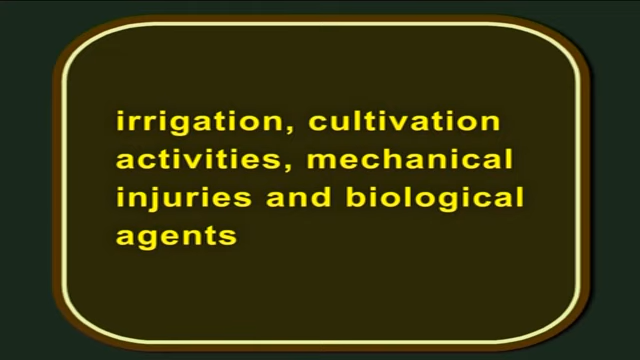 irrigation, cultivation
activities, mechanical
injuries and biological
agents